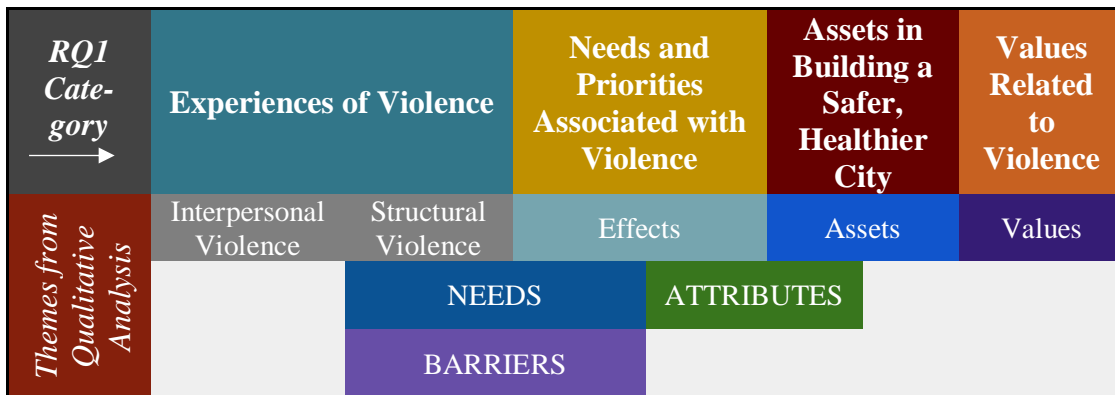 RQ1
Cate-
gory
Experiences of Violence
Needs and
Priorities
Associated with
Violence
Assets in
Building a
Safer,
Healthier
City
Values
Related
to
Violence
Themes from
Qualitative
Analysis
Interpersonal
Violence
Structural
Violence
Effects
Assets
Values
NEEDS
ATTRIBUTES
BARRIERS